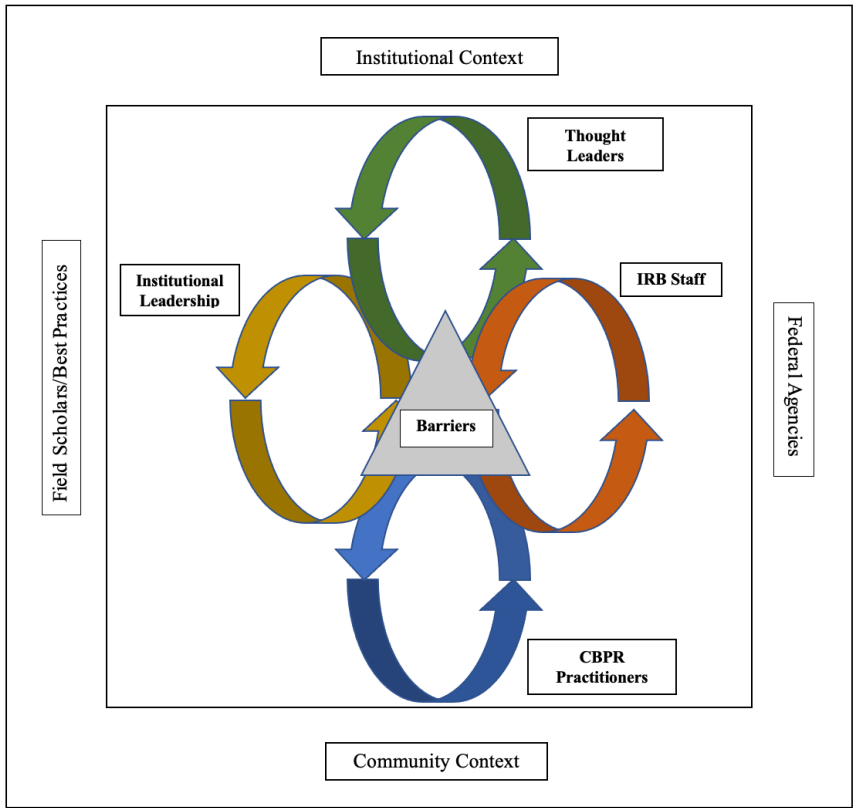 Institutional Context
Thought
Leaders
Institutional
Leadership
IRB Staff
Field Scholars/Best Practices
Federal Agencies
Barriers
CBPR
Practitioners
Community Context